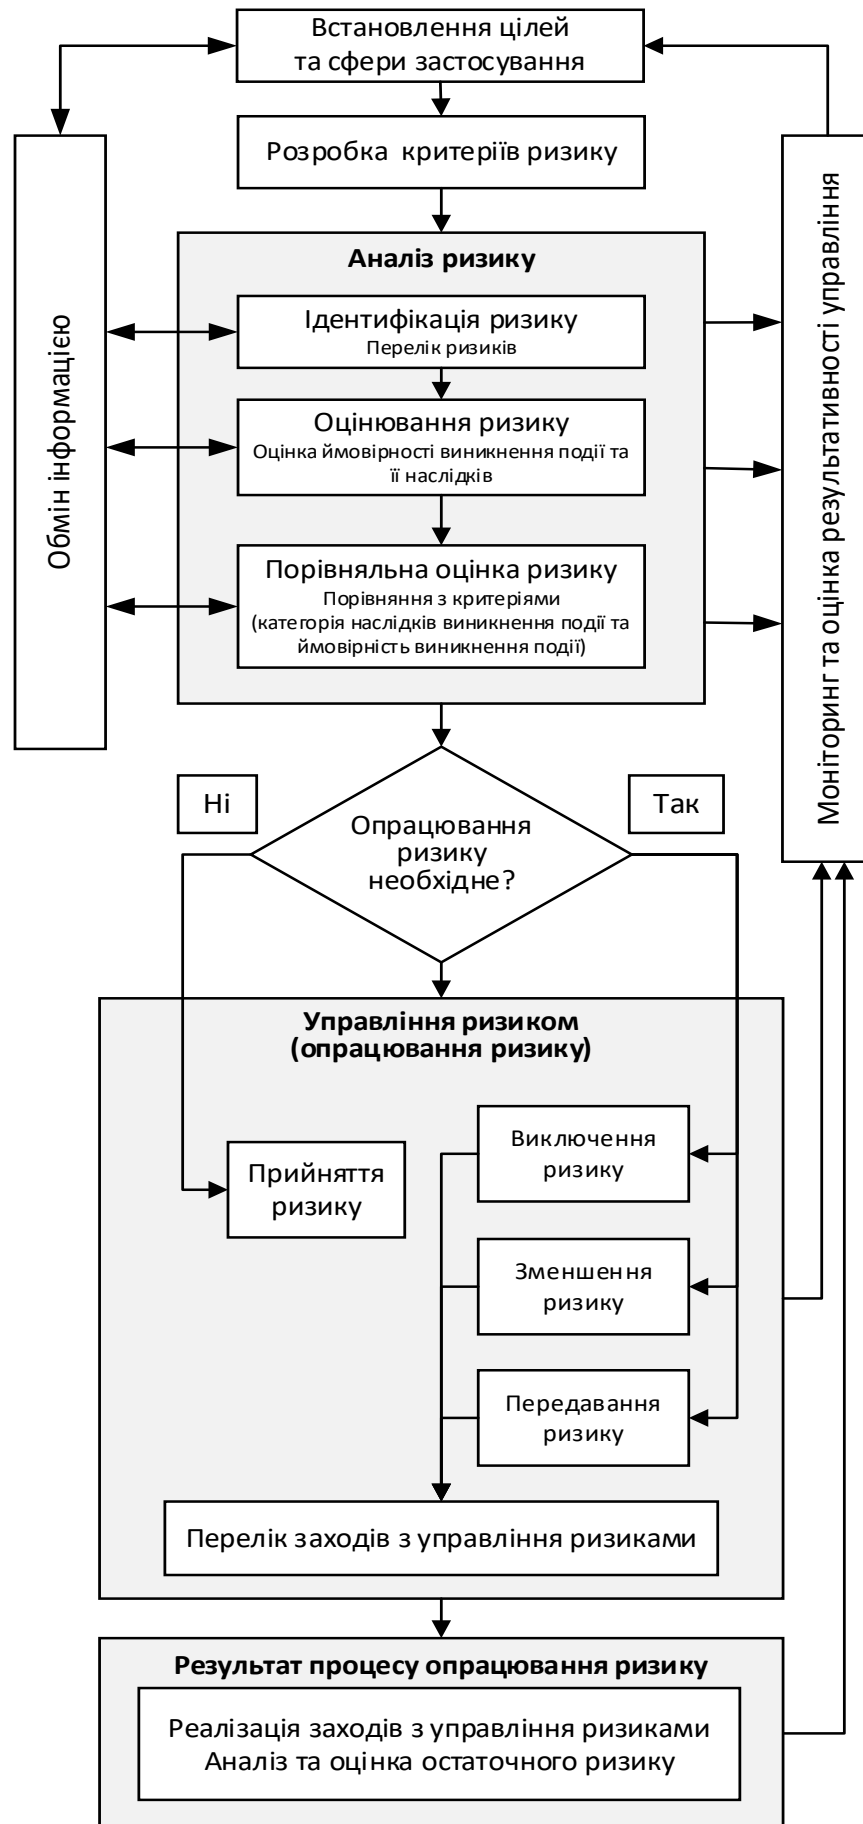 Встановлення цілей
та сфери застосування
Розробка критеріїв ризику
Обмін інформацією
Моніторинг та оцінка результативності управління
Аналіз ризику
Ідентифікація ризику
Перелік ризиків
Оцінювання ризику
Оцінка ймовірності виникнення події та
її наслідків
Порівняльна оцінка ризику
Порівняння з критеріями
(категорія наслідків виникнення події та
ймовірність виникнення події)
Ні
Так
Опрацювання
ризику
необхідне?
Управління ризиком
(опрацювання ризику)
Прийняття
ризику
Виключення
ризику
Зменшення
ризику
Передавання
ризику
Перелік заходів з управління ризиками
Результат процесу опрацювання ризику
Реалізація заходів з управління ризиками
Аналіз та оцінка остаточного ризику